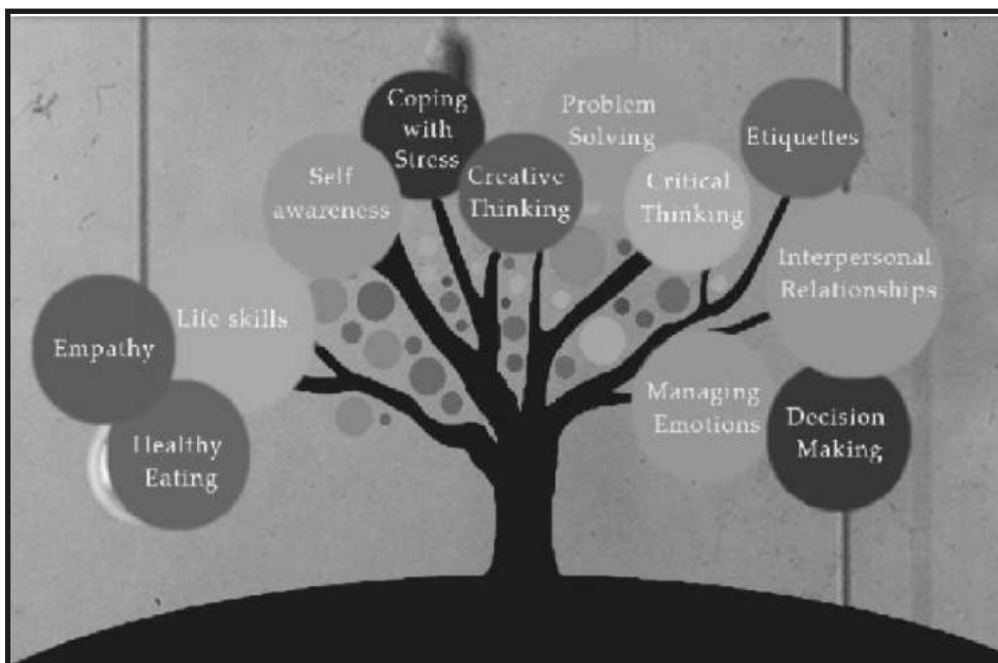 Coping
with
Stress
Problem
Solving
Etiquettes
Self
awareness
Creative
Thinking
Critical
Thinking
Interpersonal
Relationships
Life skills
Empathy
Managing
Emotions
Decision
Making
Healthy
Eating